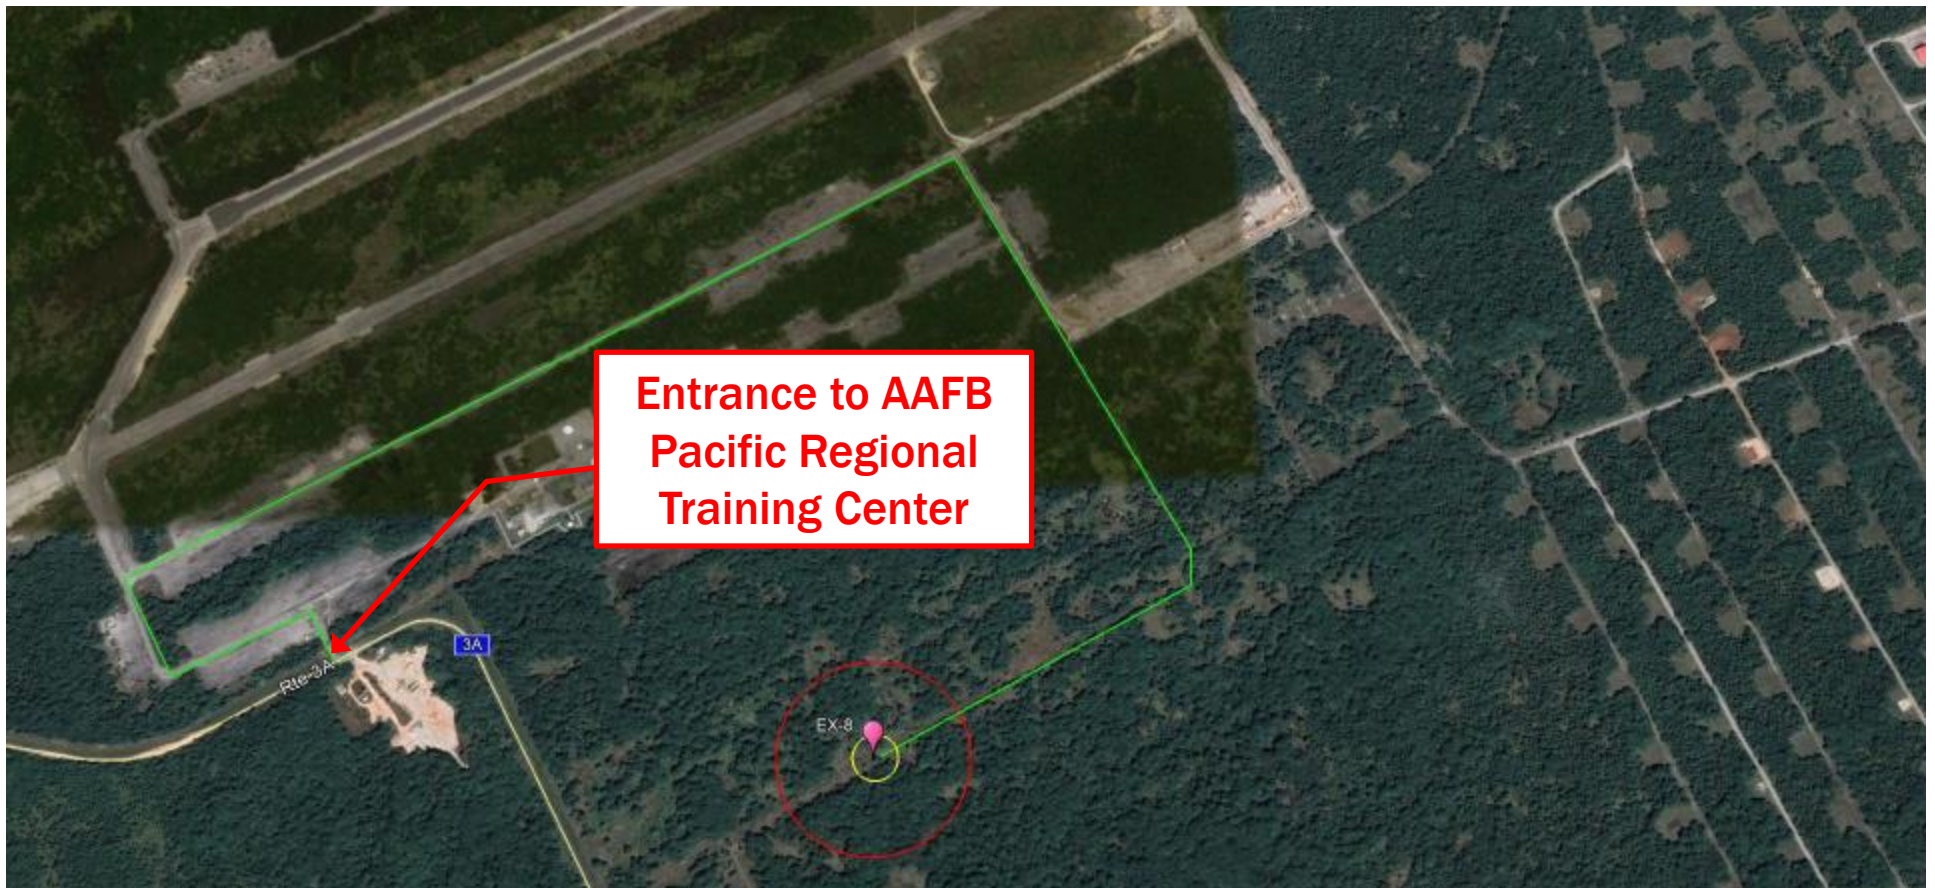 Entrance to AAFB
Pacific Regional
Training Center
3A
Rte-3A
EX-8